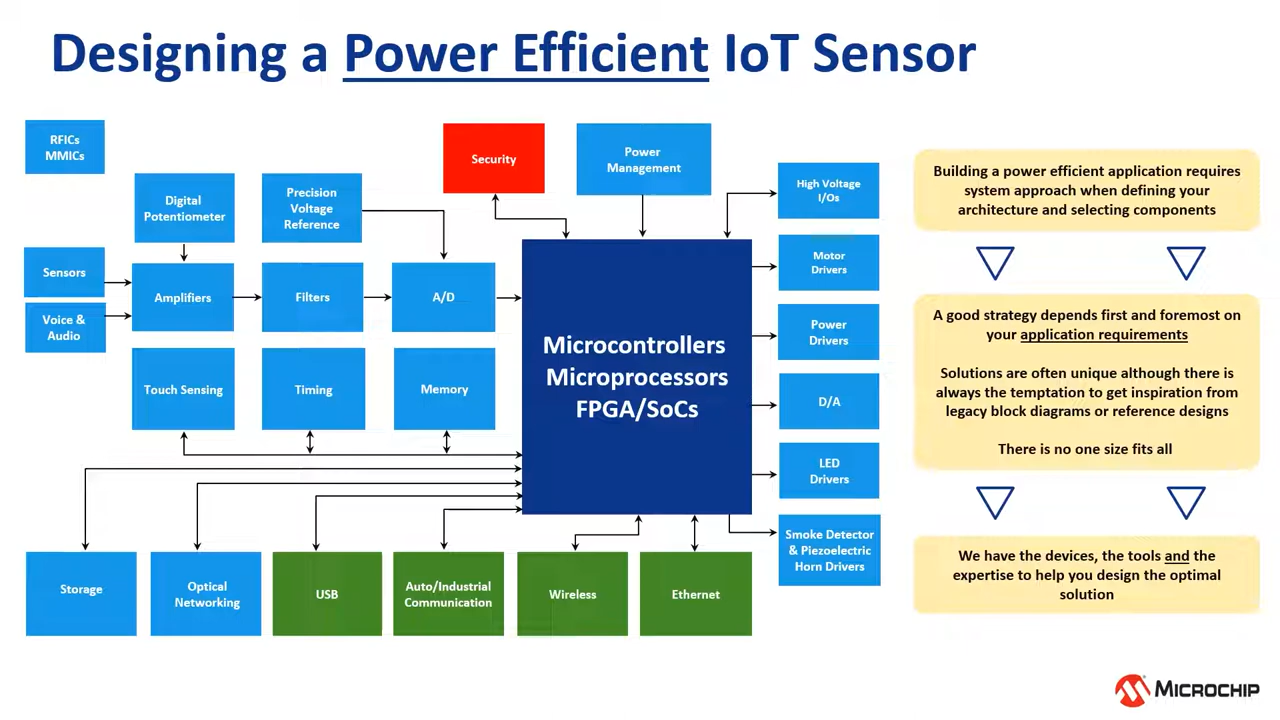 Designing a Power Efficient IoT Sensor
RFICs
MMICs
Security
Power
Management
Digital
Potentiometer
Precision
Voltage
Reference
High Voltage
I/Os
Sensors
Voice &
Audio
Amplifiers
Filters
A/D
Motor
Drivers
Power
Drivers
Microcontrollers
Microprocessors
FPGA/SoCs
Touch Sensing
Timing
Memory
D/A
LED
Drivers
Smoke Detector
& Piezoelectric
Horn Drivers
Storage
Optical
Networking
USB
Auto/Industrial
Communication
Wireless
Ethernet
Building a power efficient application requires
system approach when defining your
architecture and selecting components
A good strategy depends first and foremost on
your application requirements
Solutions are often unique although there is
always the temptation to get inspiration from
legacy block diagrams or reference designs
There is no one size fits all
We have the devices, the tools and the
expertise to help you design the optimal
solution
MICROCHIP